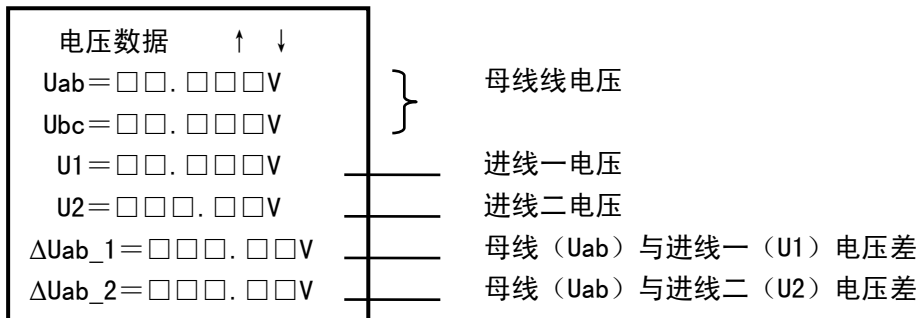 电压数据 ↑ ↓
Uab＝□□.□□□V 母线线电压
Ubc＝□□.□□□V
U1＝□□.□□□V 进线一电压
U2＝□□□.□□V 进线二电压
ΔUab_1＝□□□.□□V 母线（Uab）与进线一（U1）电压差
ΔUab_2＝□□□.□□V 母线（Uab）与进线二（U2）电压差